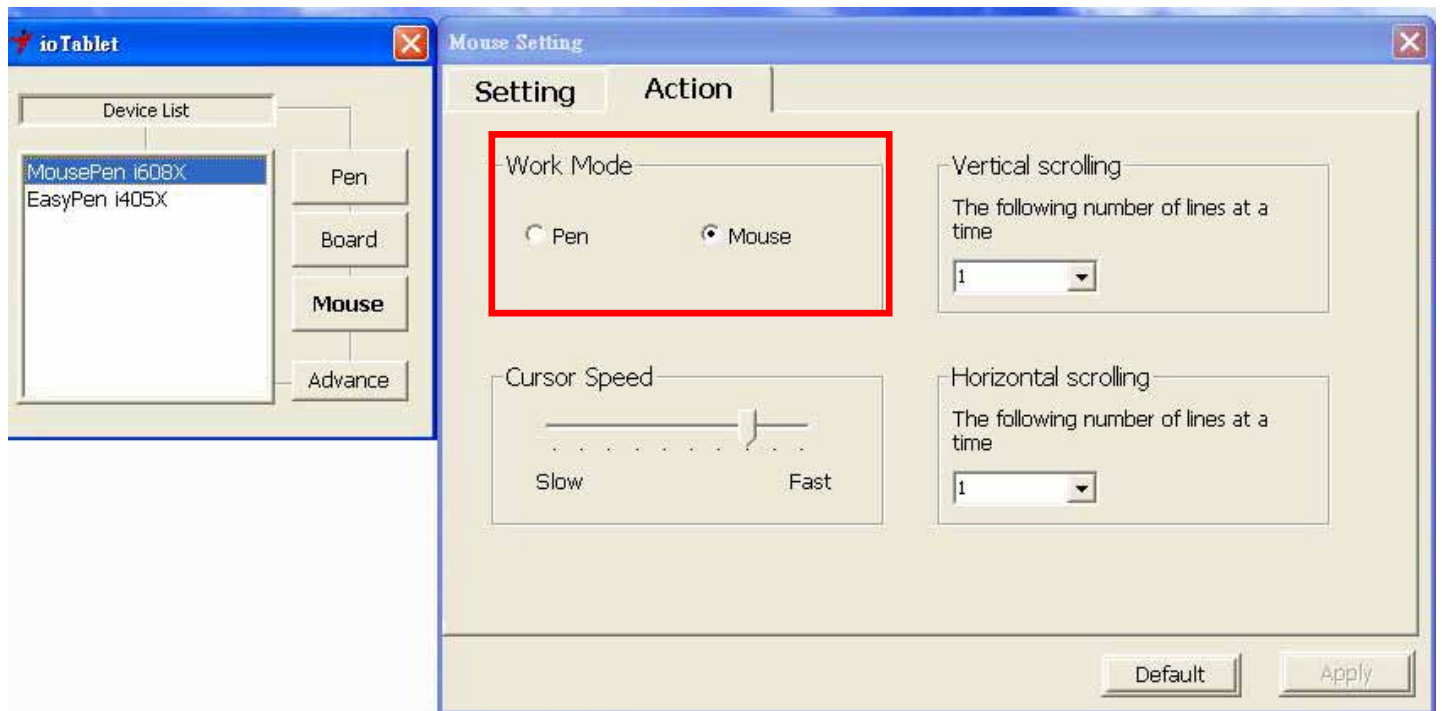 ioTablet
Device List
MousePen i608X
EasyPen i405X
Pen
Board
Mouse
Advance
Mouse Setting
Setting
Action
Work Mode
Pen
Mouse
Vertical scrolling
The following number of lines at a
time
1
Cursor Speed
Slow
Fast
Horizontal scrolling
The following number of lines at a
time
1
Default
Apply